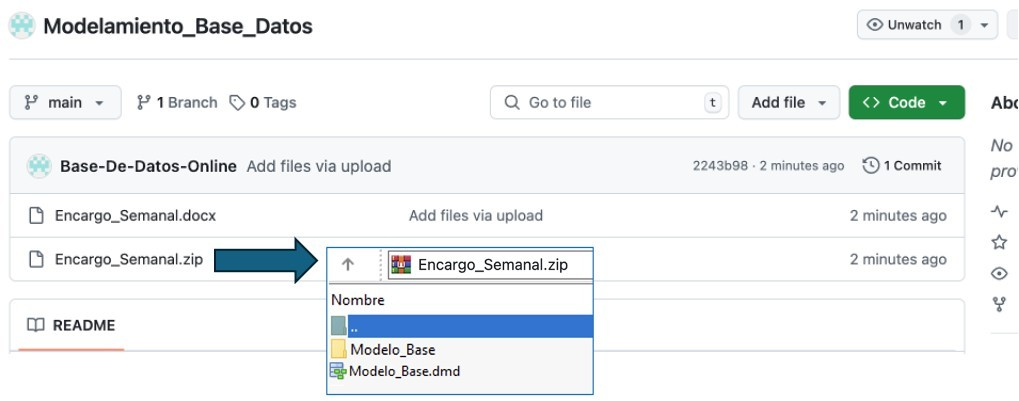 Modelamiento_Base_Datos
Unwatch 1
main
1 Branch
0 Tags
Go to file t
Add file
Code
Abo
Base-De-Datos-Online Add files via upload 2243b98 · 2 minutes ago 1 Commit
No
pro
Encargo_Semanal.docx Add files via upload 2 minutes ago
Encargo_Semanal.zip 2 minutes ago
Encargo_Semanal.zip
Nombre
..
Modelo_Base
Modelo_Base.dmd
README